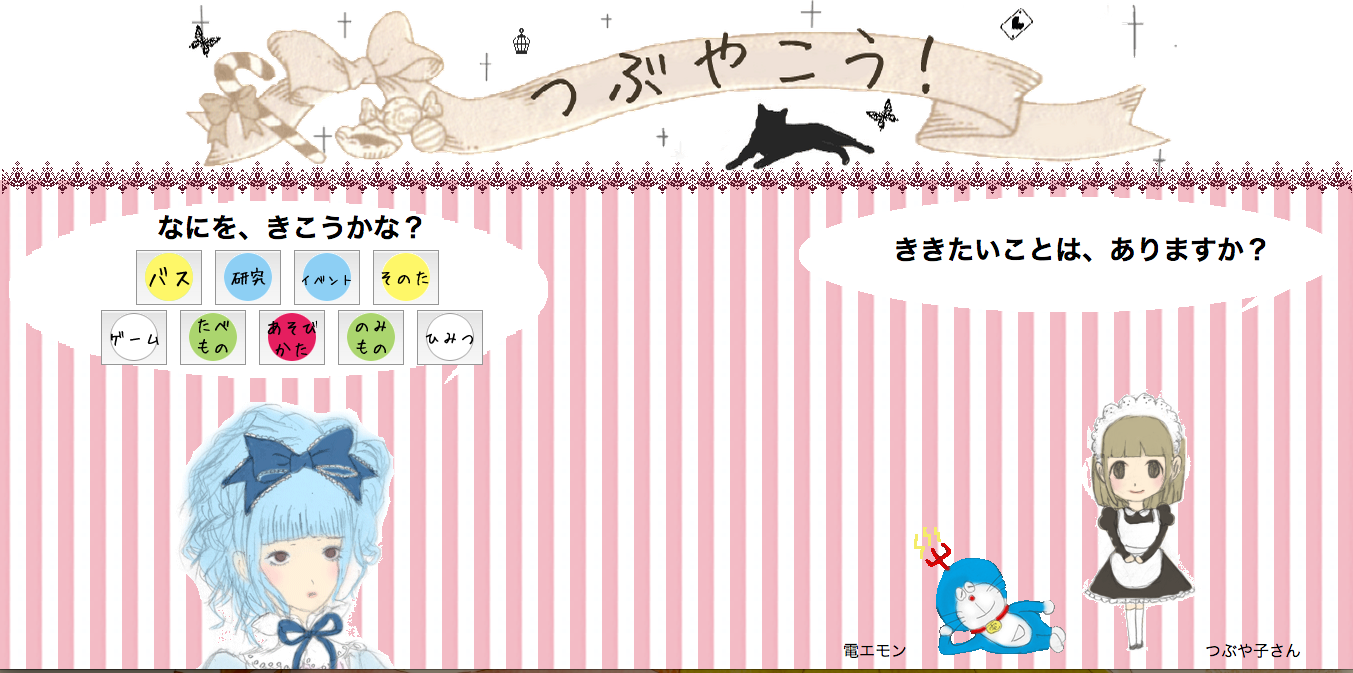 つぶやこう!
なにを、きこうかな？
バス
研究
イベント
そのた
ゲーム
たべ
もの
あそび
かた
のみ
もの
ひみつ
ききたいことは、ありますか？
電エモン
つぶや子さん